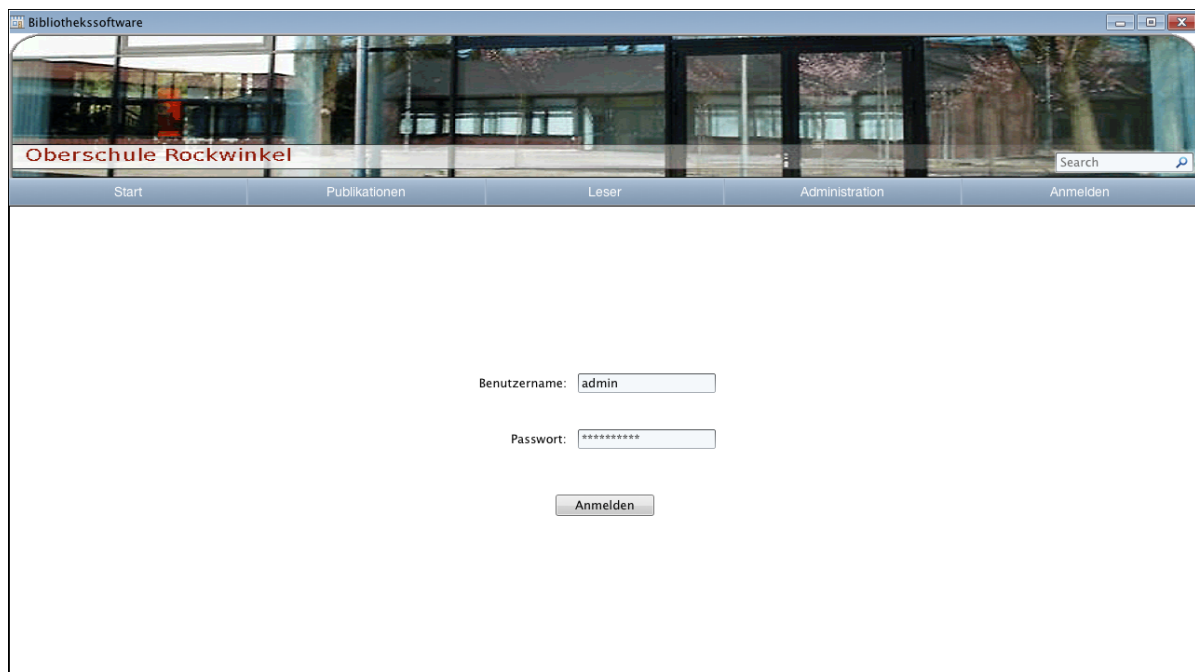 Bibliothekssoftware
Oberschule Rockwinkel
Search
Start Publikationen Leser Administration Anmelden
Benutzername: admin
Passwort: **********
Anmelden